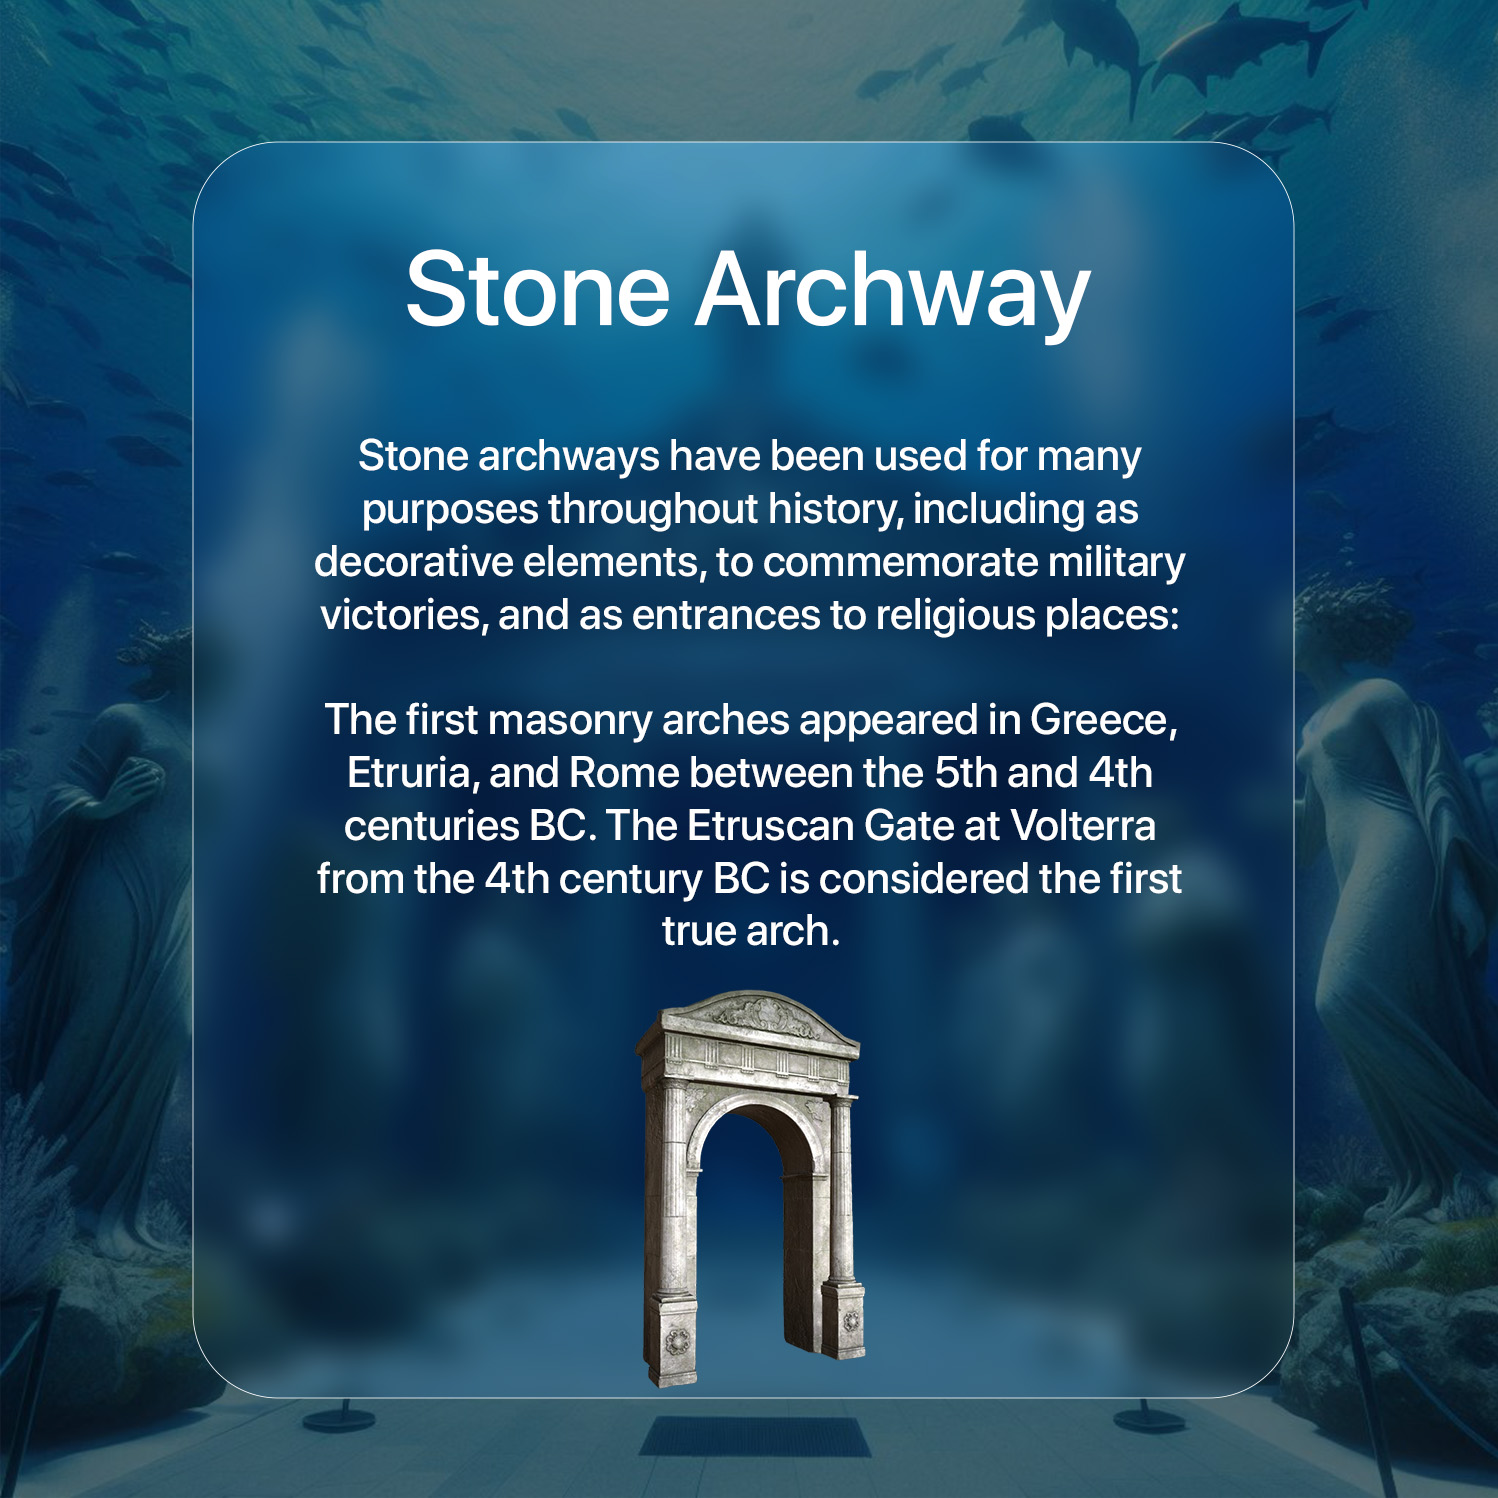 Stone Archway
Stone archways have been used for many
purposes throughout history, including as
decorative elements, to commemorate military
victories, and as entrances to religious places:
The first masonry arches appeared in Greece,
Etruria, and Rome between the 5th and 4th
centuries BC. The Etruscan Gate at Volterra
from the 4th century BC is considered the first
true arch.